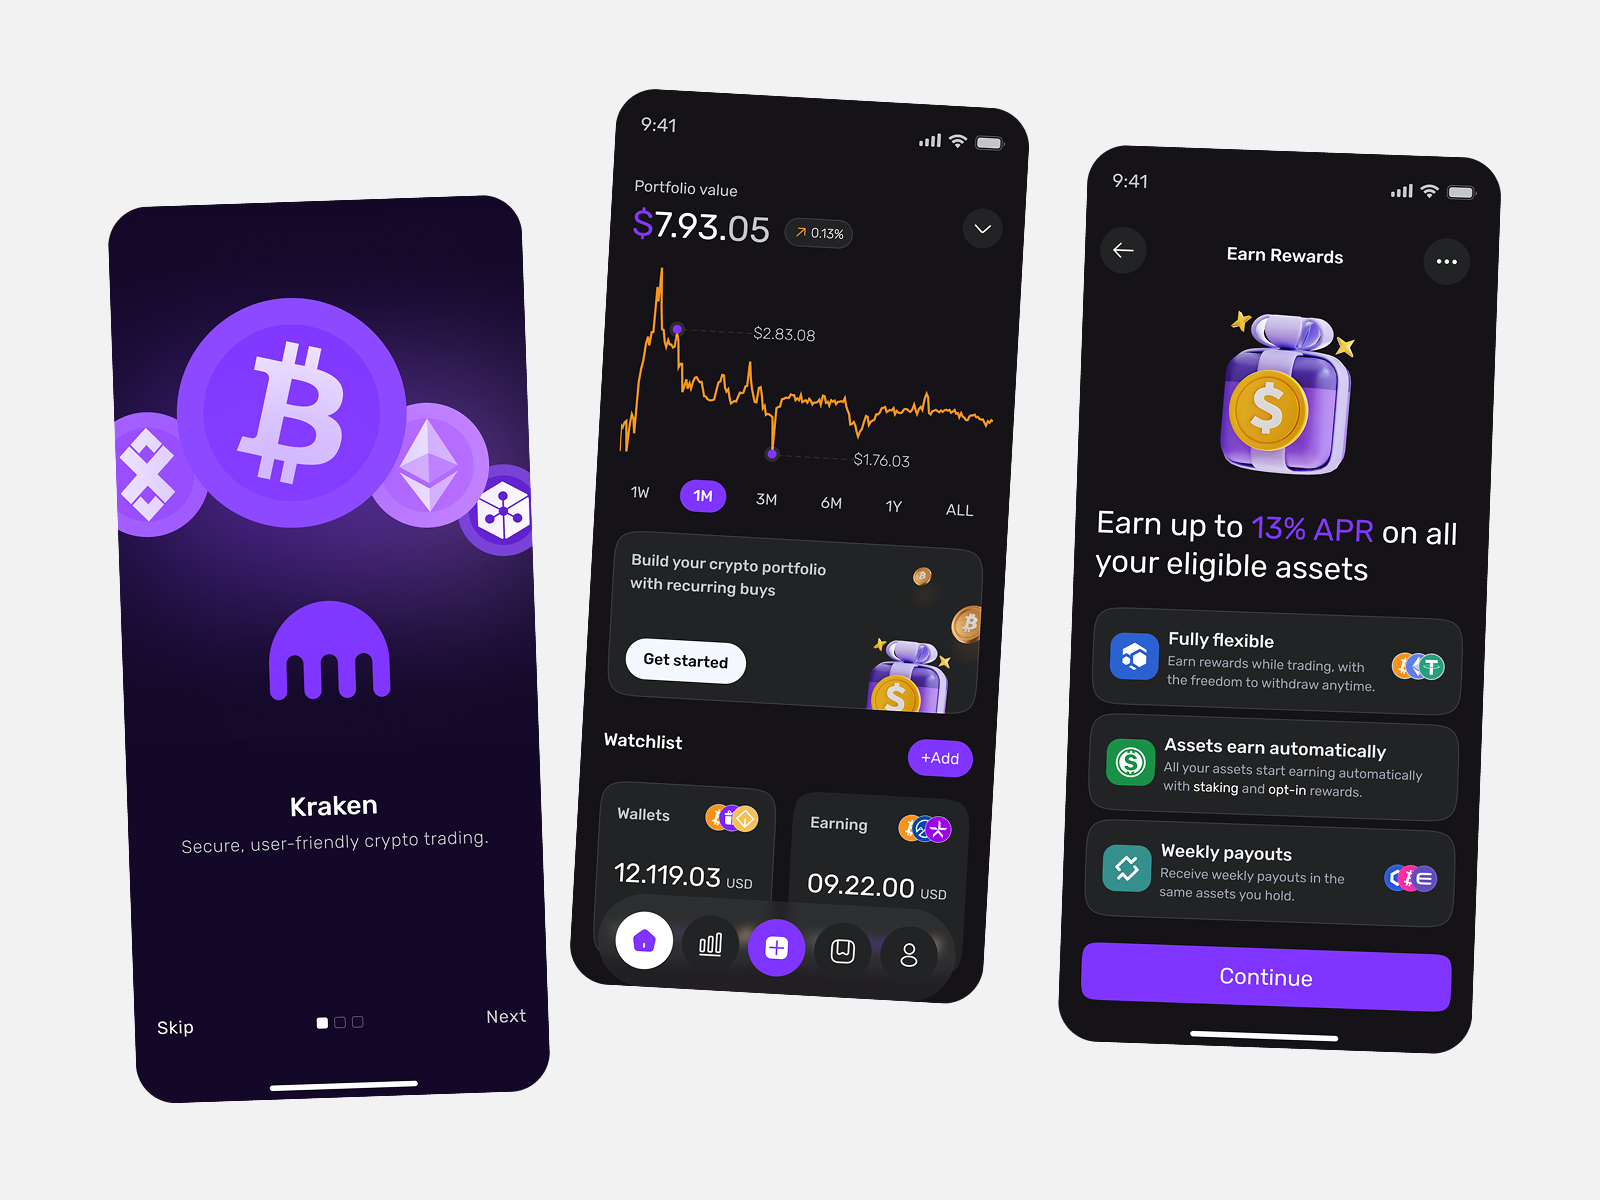 Kraken
Secure, user-friendly crypto trading.
Skip
Next
9:41
Portfolio value
$7.93.05
0.13%
$2.83.08
$1.76.03
1W 1M 3M 6M 1Y ALL
Build your crypto portfolio
with recurring buys
Get started
Watchlist
+Add
Wallets
12.119.03 USD
Earning
09.22.00 USD
9:41
Earn Rewards
Earn up to 13% APR on all
your eligible assets
Fully flexible
Earn rewards while trading, with
the freedom to withdraw anytime.
Assets earn automatically
All your assets start earning automatically
with staking and opt-in rewards.
Weekly payouts
Receive weekly payouts in the
same assets you hold.
Continue